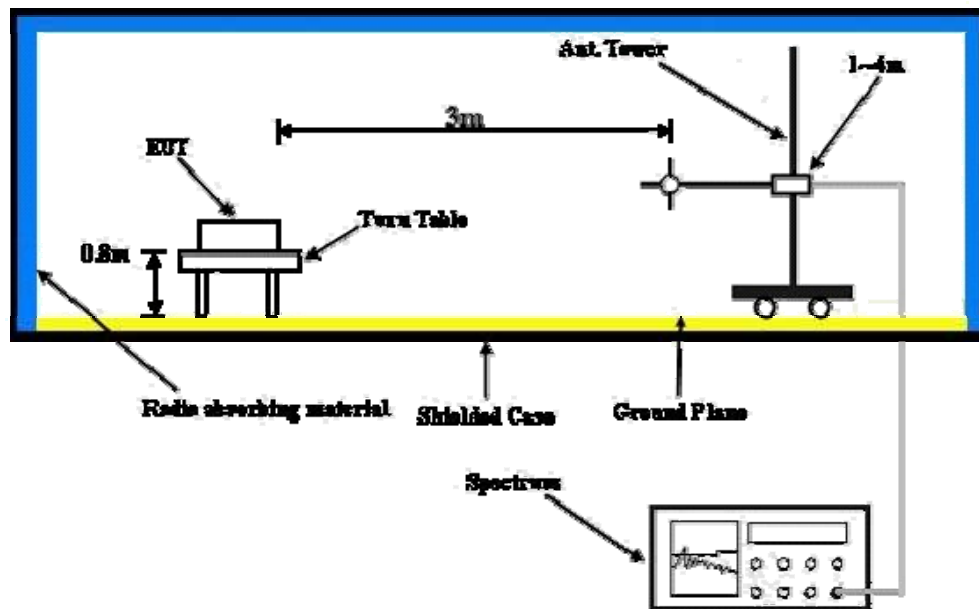 Ant. Tower
1~4m
3m
EUT
Turn Table
0.8m
Radio absorbing material
Shielded Case
Ground Plane
Spectrum